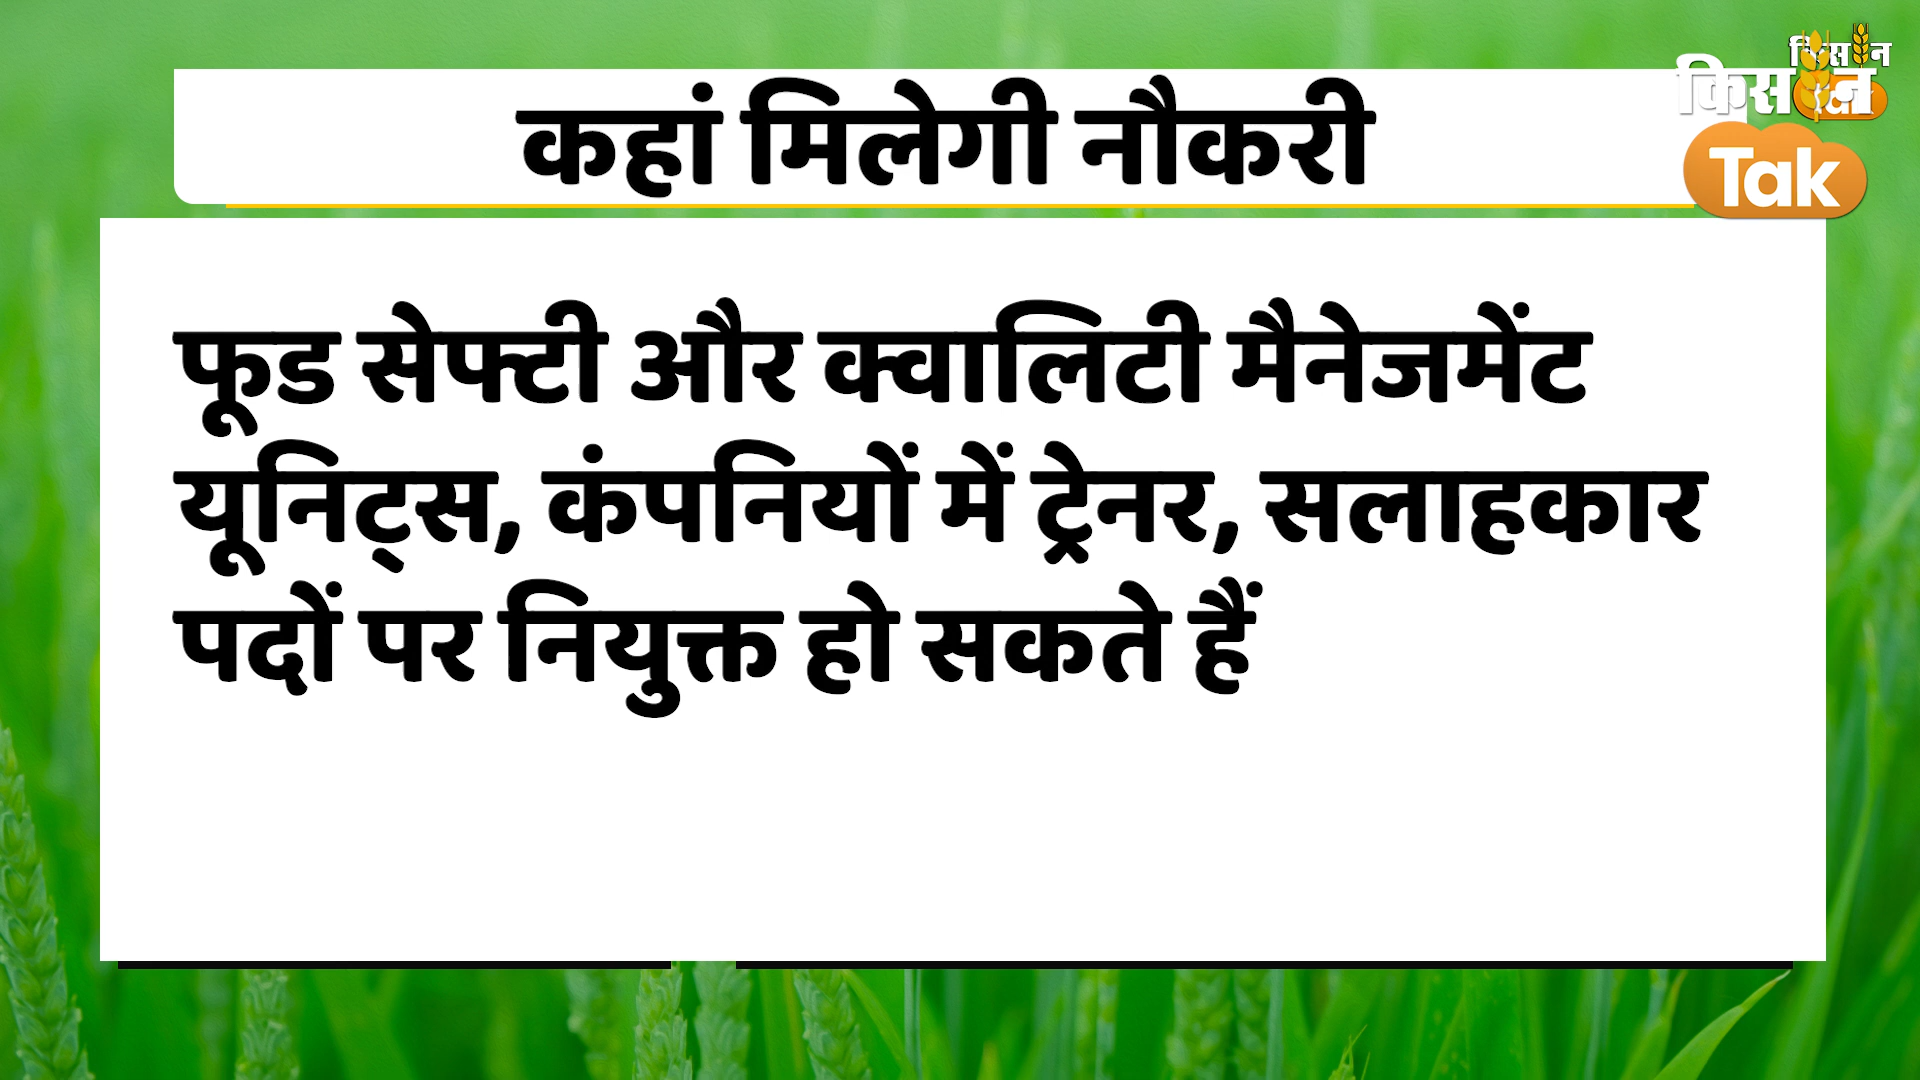 कहां मिलेगी नौकरी
किसान
किसान
Tak
फूड सेफ्टी और क्वालिटी मैनेजमेंट
यूनिट्स, कंपनियों में ट्रेनर, सलाहकार
पदों पर नियुक्त हो सकते हैं